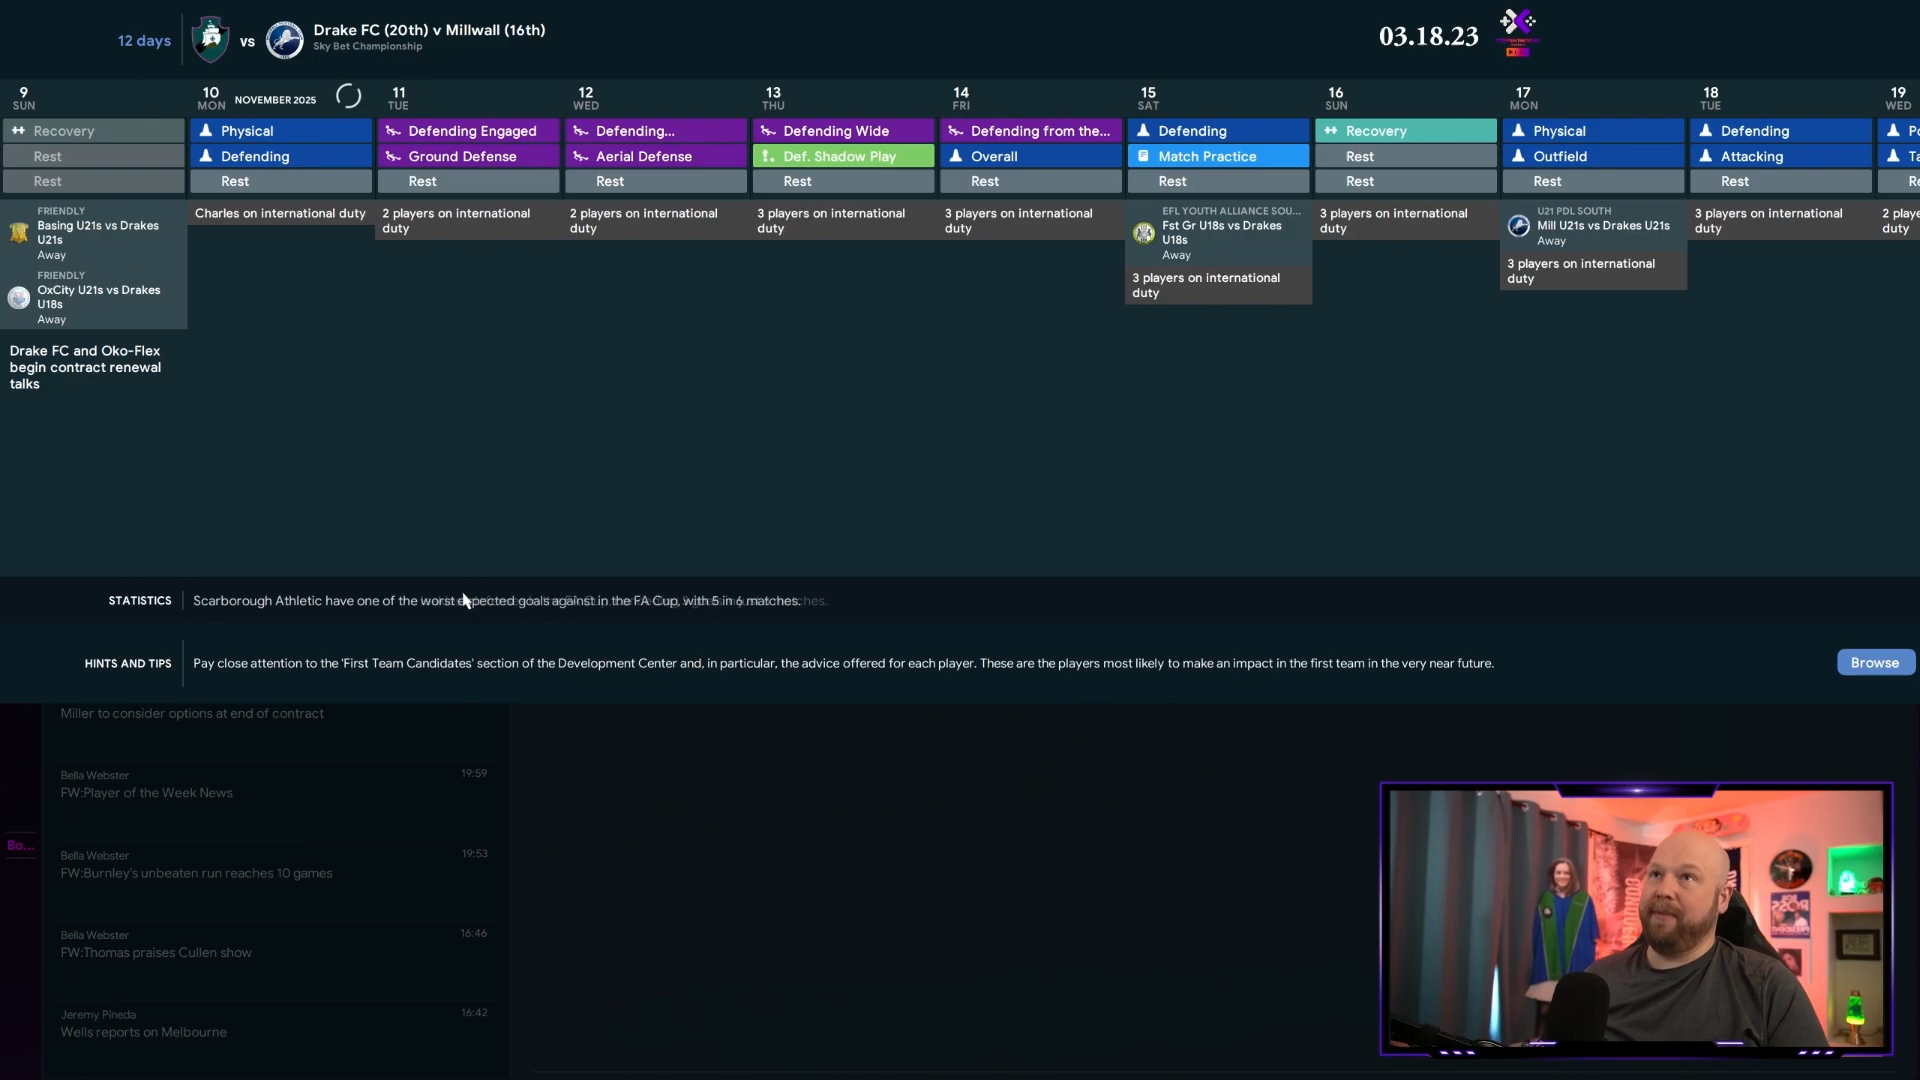 12 days
vs
Drake FC (20th) v Millwall (16th)
Sky Bet Championship
03.18.23
9
SUN
10
MON
NOVEMBER 2025
11
TUE
12
WED
13
THU
14
FRI
15
SAT
16
SUN
17
MON
18
TUE
19
WED
Recovery
Physical
Defending Engaged
Defending...
Defending Wide
Defending from the...
Defending
Recovery
Physical
Defending
Rest
Defending
Ground Defense
Aerial Defense
Def. Shadow Play
Overall
Match Practice
Rest
Outfield
Attacking
Rest
Rest
Rest
Rest
Rest
Rest
Rest
Rest
Rest
Rest
FRIENDLY
Basing U21s vs Drakes
U21s
Away
FRIENDLY
OxCity U21s vs Drakes
U18s
Away
Drake FC and Oko-Flex
begin contract renewal
talks
Charles on international duty
2 players on international
duty
2 players on international
duty
3 players on international
duty
3 players on international
duty
EFL YOUTH ALLIANCE SOU...
Fst Gr U18s vs Drakes
U18s
Away
3 players on international
duty
3 players on international
duty
U21 PDL SOUTH
Mill U21s vs Drakes U21s
Away
3 players on international
duty
3 players on international
duty
2 playe
duty
STATISTICS
Scarborough Athletic have one of the worst expected goals against in the FA Cup, with 5 in 6 matches.
HINTS AND TIPS
Pay close attention to the 'First Team Candidates' section of the Development Center and, in particular, the advice offered for each player. These are the players most likely to make an impact in the first team in the very near future.
Browse
Miller to consider options at end of contract
Bella Webster
19:59
FW:Player of the Week News
Bo...
Bella Webster
19:53
FW:Burnley's unbeaten run reaches 10 games
Bella Webster
16:46
FW:Thomas praises Cullen show
Jeremy Pineda
16:42
Wells reports on Melbourne